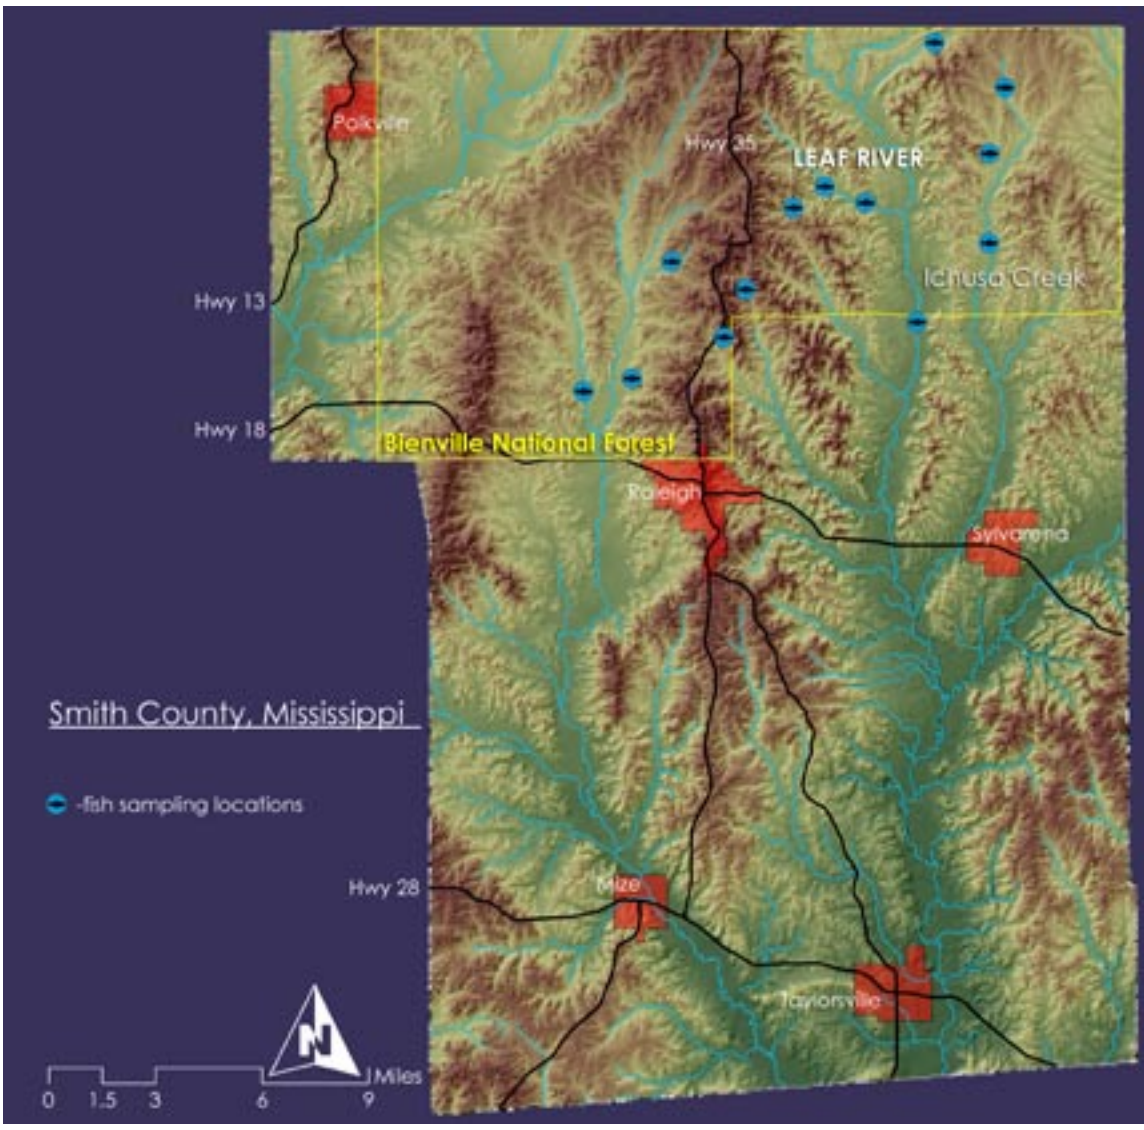 Polkville
Hwy 35
LEAF RIVER
Ichusa Creek
Hwy 13
Hwy 18
Bienville National Forest
Raleigh
Sylvarena
Smith County, Mississippi
-fish sampling locations
Hwy 28
Mize
Taylorsville
N
Miles
0 1.5 3 6 9